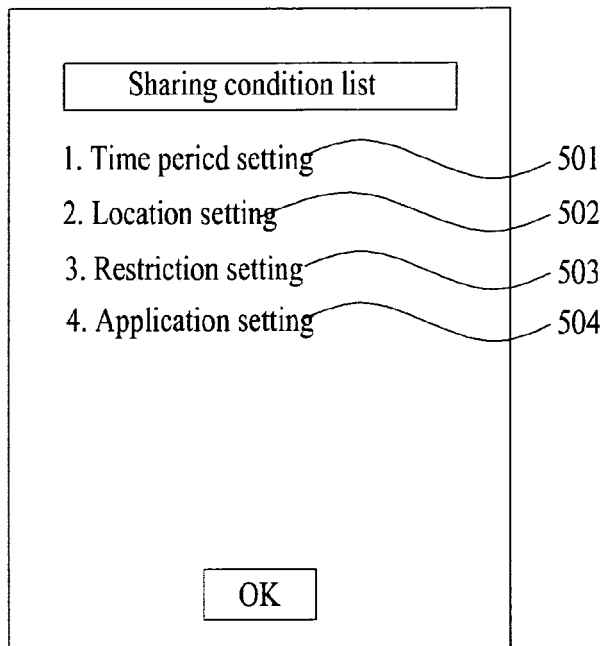 Sharing condition list
1. Time pericd setting 501
2. Location setting 502
3. Restriction setting 503
4. Application setting 504
OK